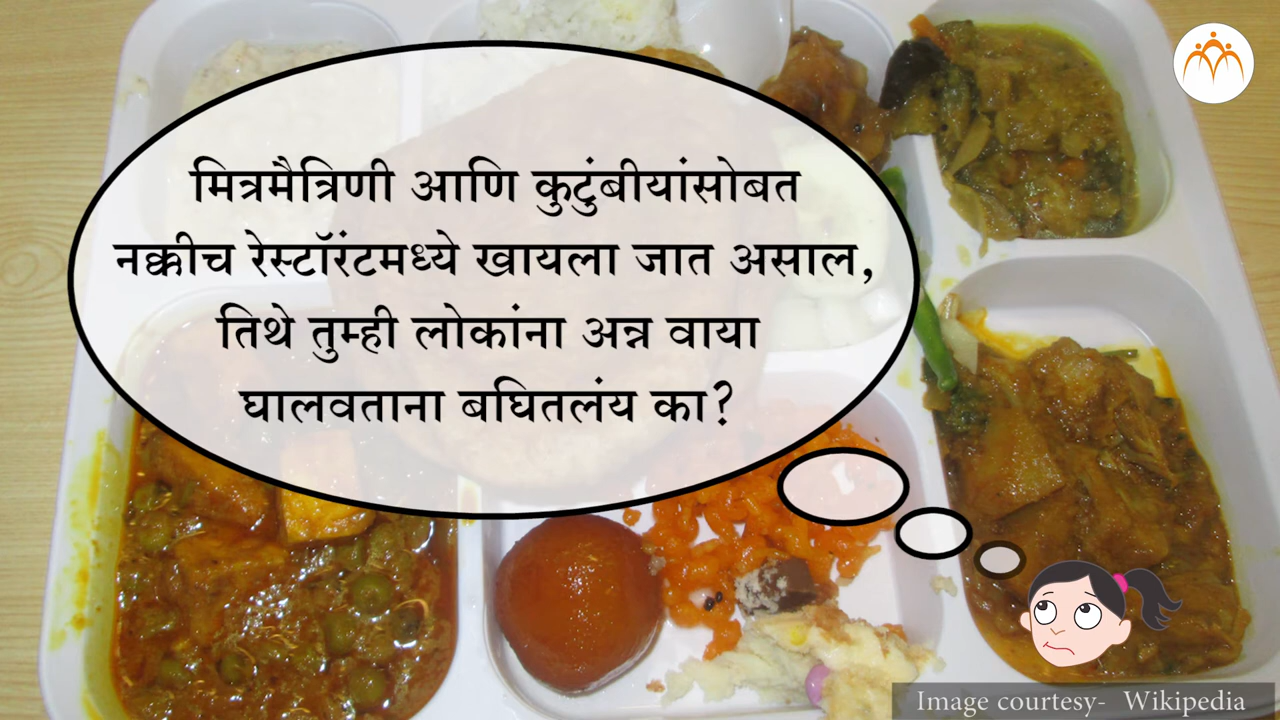 मित्रमैत्रिणी आणि कुटुंबीयांसोबत
नक्कीच रेस्टॉरंटमध्ये खायला जात असाल,
तिथे तुम्ही लोकांना अन्न वाया
घालवताना बघितलंय का?
Image courtesy- Wikipedia